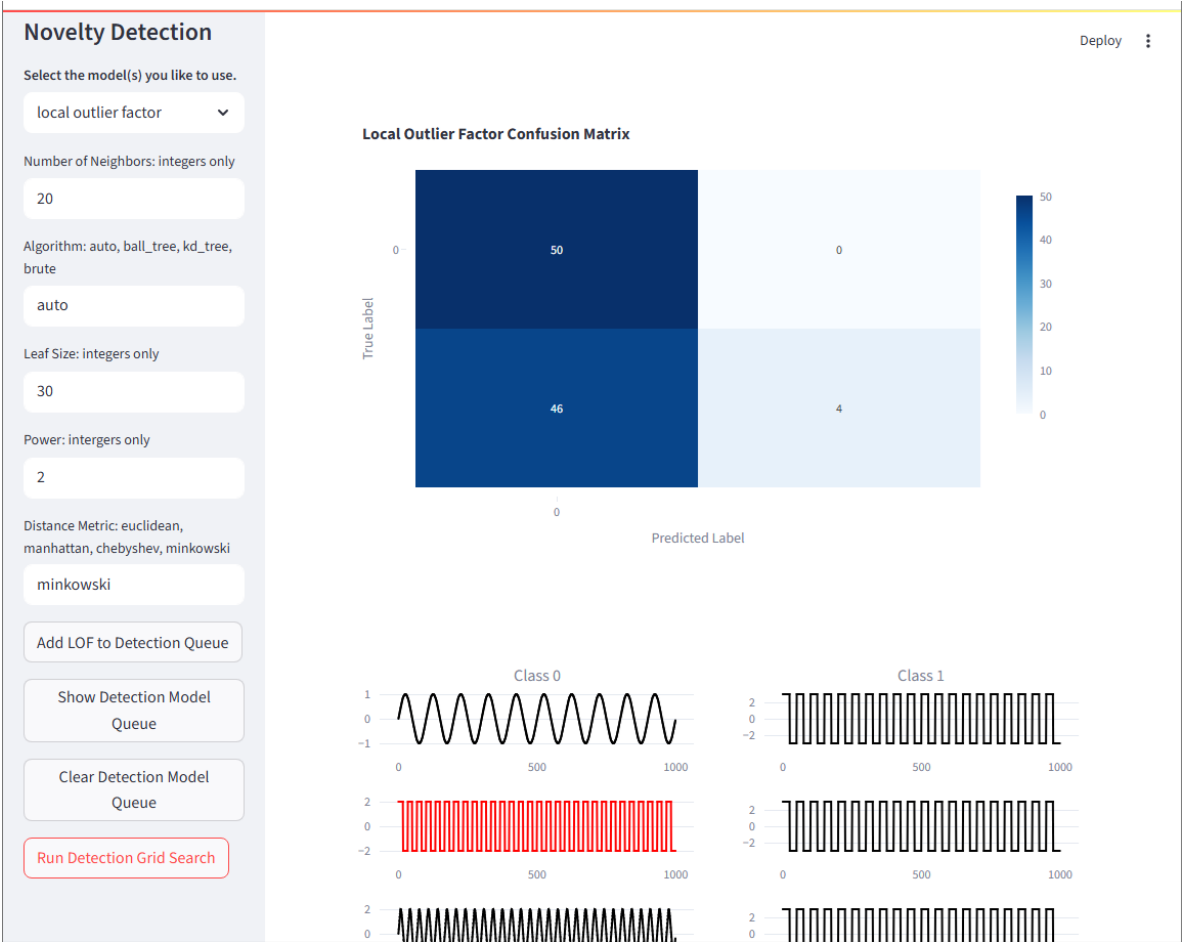 Novelty Detection
Select the model(s) you like to use.
local outlier factor
Number of Neighbors: integers only
20
Algorithm: auto, ball_tree, kd_tree,
brute
auto
Leaf Size: integers only
30
Power: intergers only
2
Distance Metric: euclidean,
manhattan, chebyshev, minkowski
minkowski
Add LOF to Detection Queue
Show Detection Model
Queue
Clear Detection Model
Queue
Run Detection Grid Search
Deploy
Local Outlier Factor Confusion Matrix
True Label
0
50
0
46
4
0
Predicted Label
50
40
30
20
10
0
Class 0
1
0
−1
0 500 1000
2
0
−2
0 500 1000
2
0
Class 1
2
0
−2
0 500 1000
2
0
−2
0 500 1000
2
0